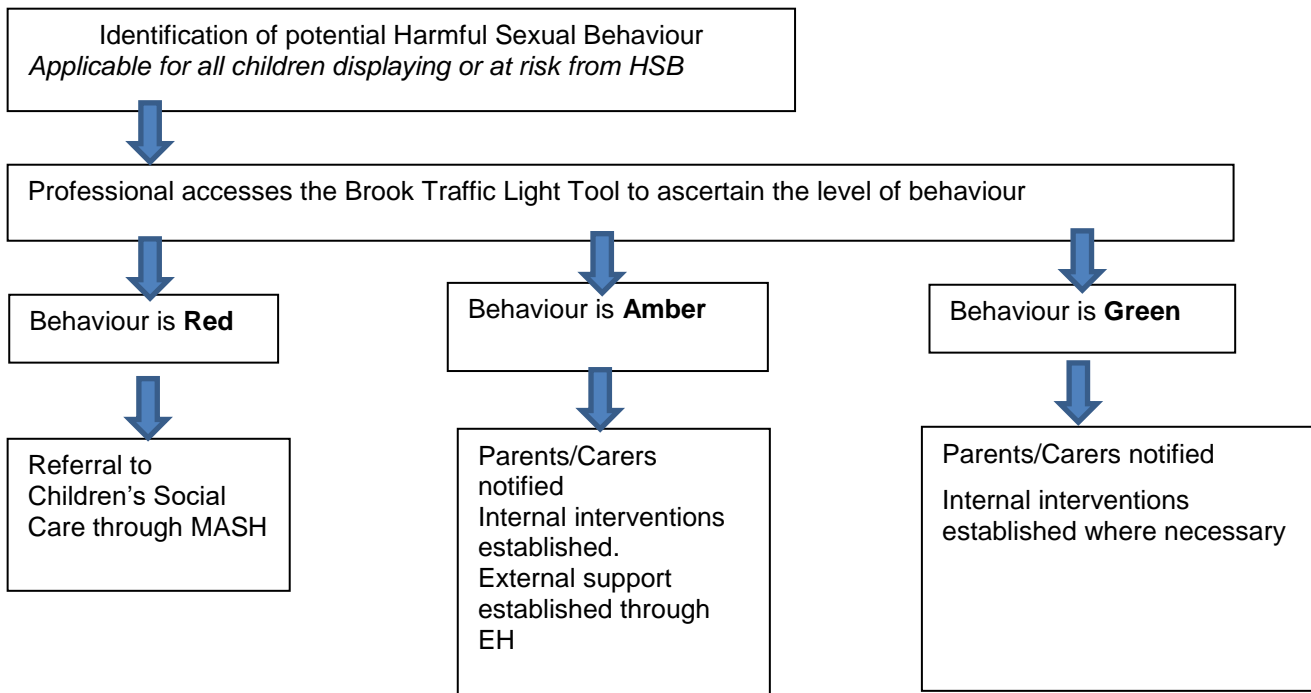 Identification of potential Harmful Sexual Behaviour
Applicable for all children displaying or at risk from HSB
Professional accesses the Brook Traffic Light Tool to ascertain the level of behaviour
Behaviour is Red
Behaviour is Amber
Behaviour is Green
Referral to
Children’s Social
Care through MASH
Parents/Carers
notified
Internal interventions
established.
External support
established through
EH
Parents/Carers notified
Internal interventions
established where necessary